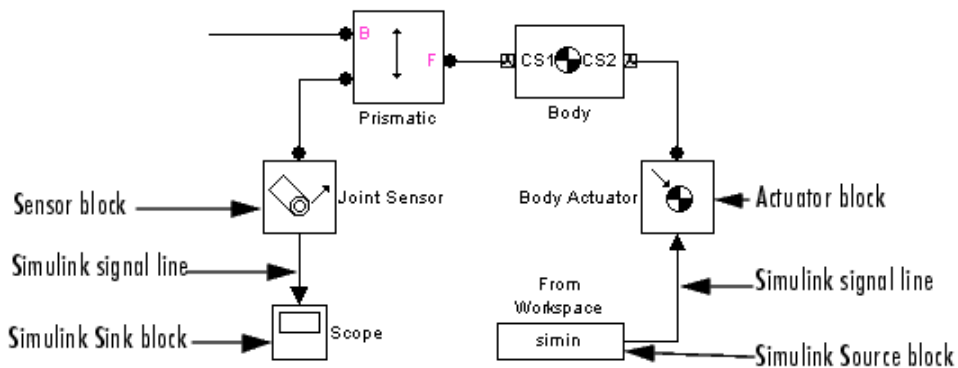 B
F
CS1 CS2
Prismatic
Body
Sensor block
Joint Sensor
Body Actuator
Actuator block
Simulink signal line
From
Workspace
Simulink signal line
Simulink Sink block
Scope
simin
Simulink Source block